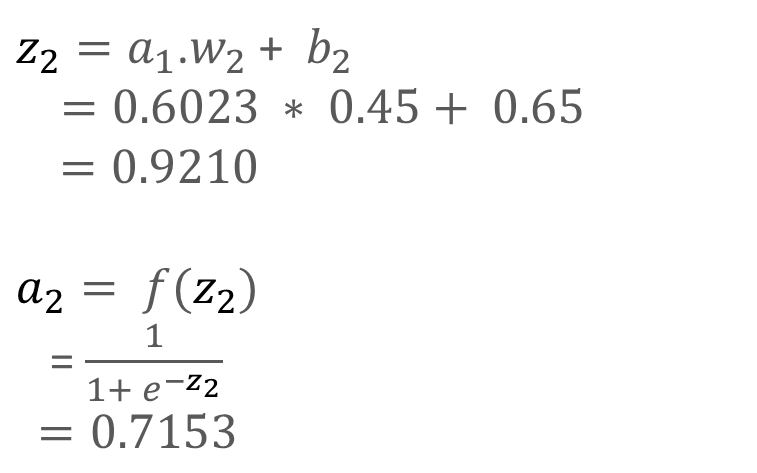 z₂ = a₁.w₂ + b₂
= 0.6023 * 0.45 + 0.65
= 0.9210
a₂ = f(z₂)
= 1 / 1+ e^−z₂
= 0.7153